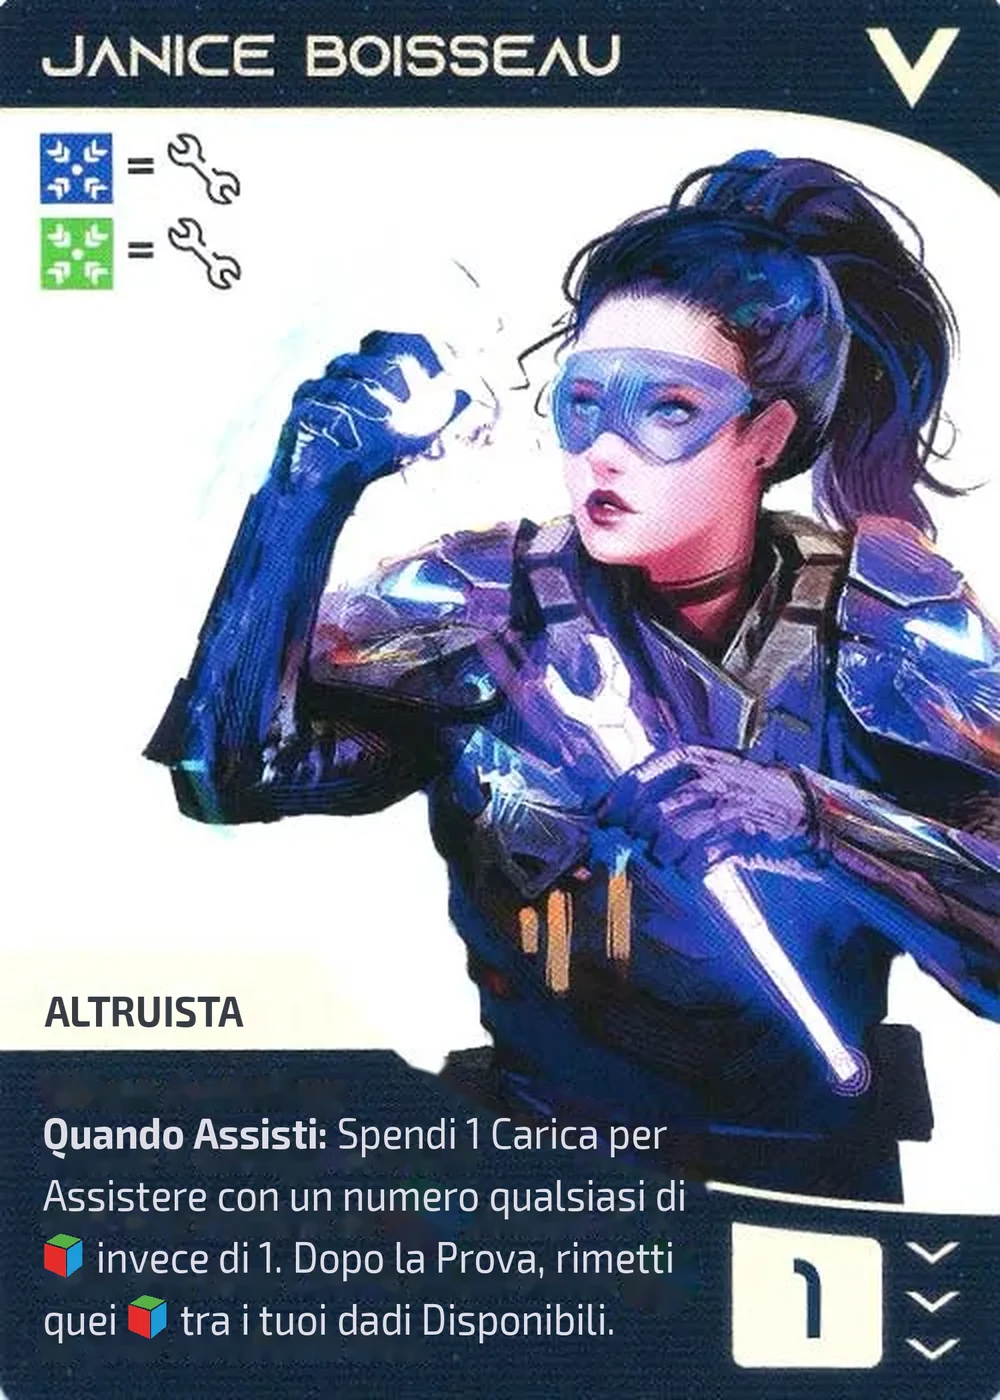 JANICE BOISSEAU
=
=
ALTRUISTA
Quando Assisti: Spendi 1 Carica per
Assistere con un numero qualsiasi di
invece di 1. Dopo la Prova, rimetti
quei tra i tuoi dadi Disponibili.
1